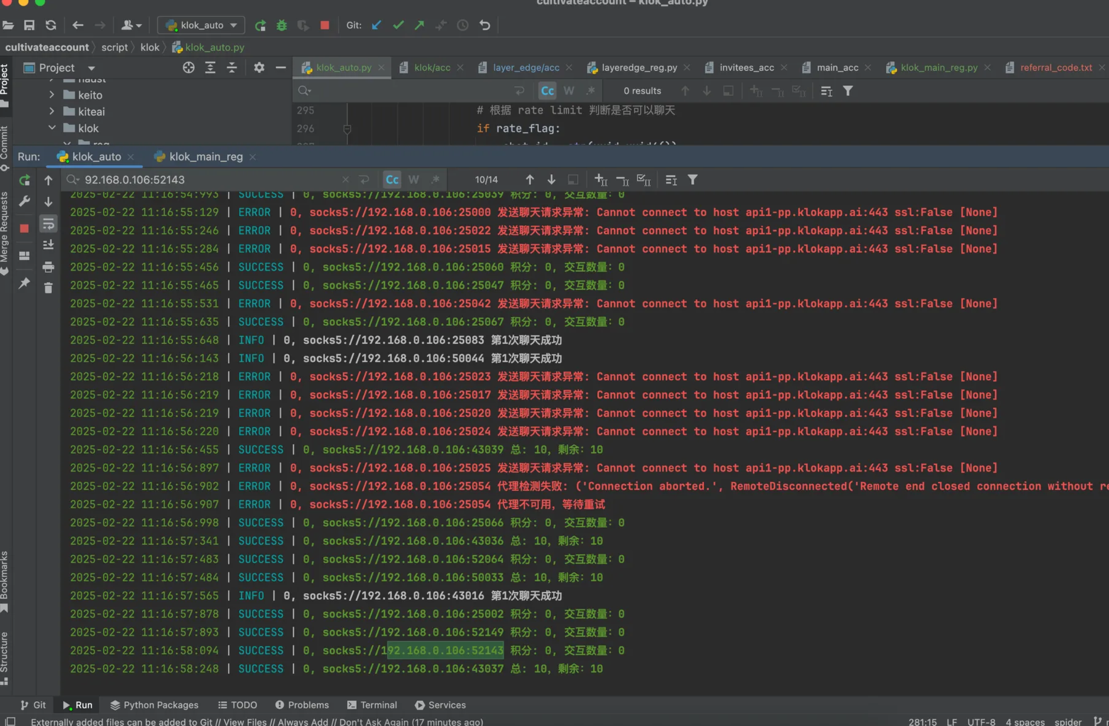 cultivateaccount – klok_auto.py
klok_auto
Git:
cultivateaccount
script
klok
klok_auto.py
Project
klok_auto.py
klok/acc
layer_edge/acc
layeredge_reg.py
invitees_acc
main_acc
klok_main_reg.py
referral_code.txt
keito
kiteai
klok
Cc
W
.*
0 results
295
# 根据 rate limit 判断是否可以聊天
296
if rate_flag:
Run:
klok_auto
klok_main_reg
92.168.0.106:52143
Cc
W
.*
10/14
2025-02-22 11:16:54:993 | SUCCESS | 0, socks5://192.168.0.106:25039 积分: 0, 交互数量: 0
2025-02-22 11:16:55:129 | ERROR | 0, socks5://192.168.0.106:25000 发送聊天请求异常: Cannot connect to host api1-pp.klokapp.ai:443 ssl:False [None]
2025-02-22 11:16:55:246 | ERROR | 0, socks5://192.168.0.106:25022 发送聊天请求异常: Cannot connect to host api1-pp.klokapp.ai:443 ssl:False [None]
2025-02-22 11:16:55:284 | ERROR | 0, socks5://192.168.0.106:25015 发送聊天请求异常: Cannot connect to host api1-pp.klokapp.ai:443 ssl:False [None]
2025-02-22 11:16:55:456 | SUCCESS | 0, socks5://192.168.0.106:25060 积分: 0, 交互数量: 0
2025-02-22 11:16:55:465 | SUCCESS | 0, socks5://192.168.0.106:25047 积分: 0, 交互数量: 0
2025-02-22 11:16:55:531 | ERROR | 0, socks5://192.168.0.106:25042 发送聊天请求异常: Cannot connect to host api1-pp.klokapp.ai:443 ssl:False [None]
2025-02-22 11:16:55:635 | SUCCESS | 0, socks5://192.168.0.106:25067 积分: 0, 交互数量: 0
2025-02-22 11:16:55:648 | INFO | 0, socks5://192.168.0.106:25083 第1次聊天成功
2025-02-22 11:16:56:143 | INFO | 0, socks5://192.168.0.106:50044 第1次聊天成功
2025-02-22 11:16:56:218 | ERROR | 0, socks5://192.168.0.106:25023 发送聊天请求异常: Cannot connect to host api1-pp.klokapp.ai:443 ssl:False [None]
2025-02-22 11:16:56:219 | ERROR | 0, socks5://192.168.0.106:25017 发送聊天请求异常: Cannot connect to host api1-pp.klokapp.ai:443 ssl:False [None]
2025-02-22 11:16:56:219 | ERROR | 0, socks5://192.168.0.106:25020 发送聊天请求异常: Cannot connect to host api1-pp.klokapp.ai:443 ssl:False [None]
2025-02-22 11:16:56:220 | ERROR | 0, socks5://192.168.0.106:25024 发送聊天请求异常: Cannot connect to host api1-pp.klokapp.ai:443 ssl:False [None]
2025-02-22 11:16:56:455 | SUCCESS | 0, socks5://192.168.0.106:43039 总: 10, 剩余: 10
2025-02-22 11:16:56:897 | ERROR | 0, socks5://192.168.0.106:25025 发送聊天请求异常: Cannot connect to host api1-pp.klokapp.ai:443 ssl:False [None]
2025-02-22 11:16:56:902 | ERROR | 0, socks5://192.168.0.106:25054 代理检测失败: ('Connection aborted.', RemoteDisconnected('Remote end closed connection without re
2025-02-22 11:16:56:907 | ERROR | 0, socks5://192.168.0.106:25054 代理不可用, 等待重试
2025-02-22 11:16:56:998 | SUCCESS | 0, socks5://192.168.0.106:25066 积分: 0, 交互数量: 0
2025-02-22 11:16:57:341 | SUCCESS | 0, socks5://192.168.0.106:43036 总: 10, 剩余: 10
2025-02-22 11:16:57:483 | SUCCESS | 0, socks5://192.168.0.106:52064 积分: 0, 交互数量: 0
2025-02-22 11:16:57:484 | SUCCESS | 0, socks5://192.168.0.106:50033 总: 10, 剩余: 10
2025-02-22 11:16:57:565 | INFO | 0, socks5://192.168.0.106:43016 第1次聊天成功
2025-02-22 11:16:57:878 | SUCCESS | 0, socks5://192.168.0.106:25002 积分: 0, 交互数量: 0
2025-02-22 11:16:57:893 | SUCCESS | 0, socks5://192.168.0.106:52149 积分: 0, 交互数量: 0
2025-02-22 11:16:58:094 | SUCCESS | 0, socks5://192.168.0.106:52143 积分: 0, 交互数量: 0
2025-02-22 11:16:58:248 | SUCCESS | 0, socks5://192.168.0.106:43037 总: 10, 剩余: 10
Project
Commit
Merge Requests
Bookmarks
Structure
Git
Run
Python Packages
TODO
Problems
Terminal
Services
Externally added files can be added to Git // View Files // Always Add // Don't Ask Again (17 minutes ago)
281:15
LF
UTF-8
4 spaces
spider